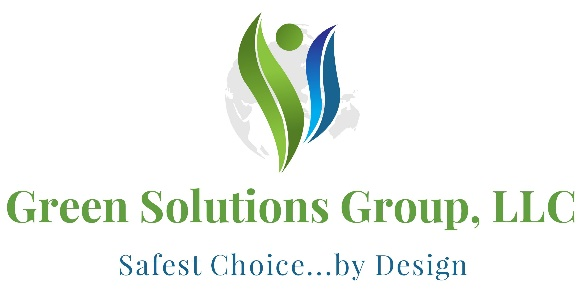 Green Solutions Group, LLC
Safest Choice...by Design